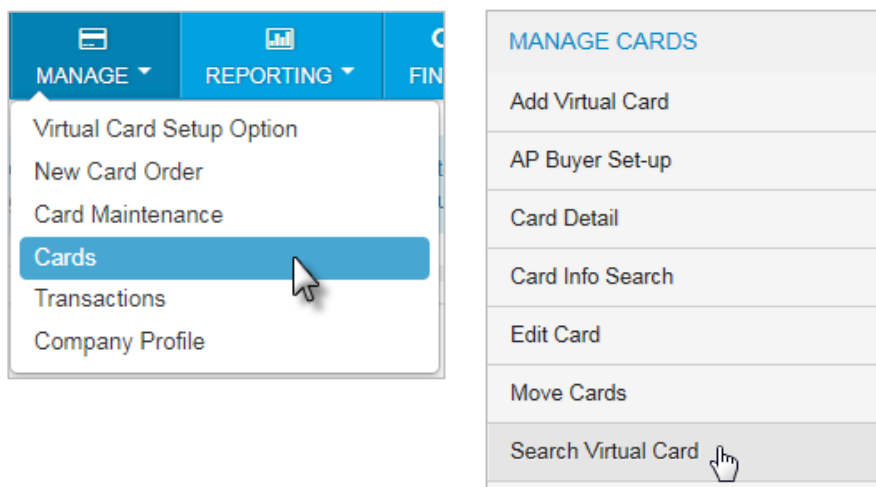 MANAGE
REPORTING
FIN
Virtual Card Setup Option
New Card Order
Card Maintenance
Cards
Transactions
Company Profile
MANAGE CARDS
Add Virtual Card
AP Buyer Set-up
Card Detail
Card Info Search
Edit Card
Move Cards
Search Virtual Card